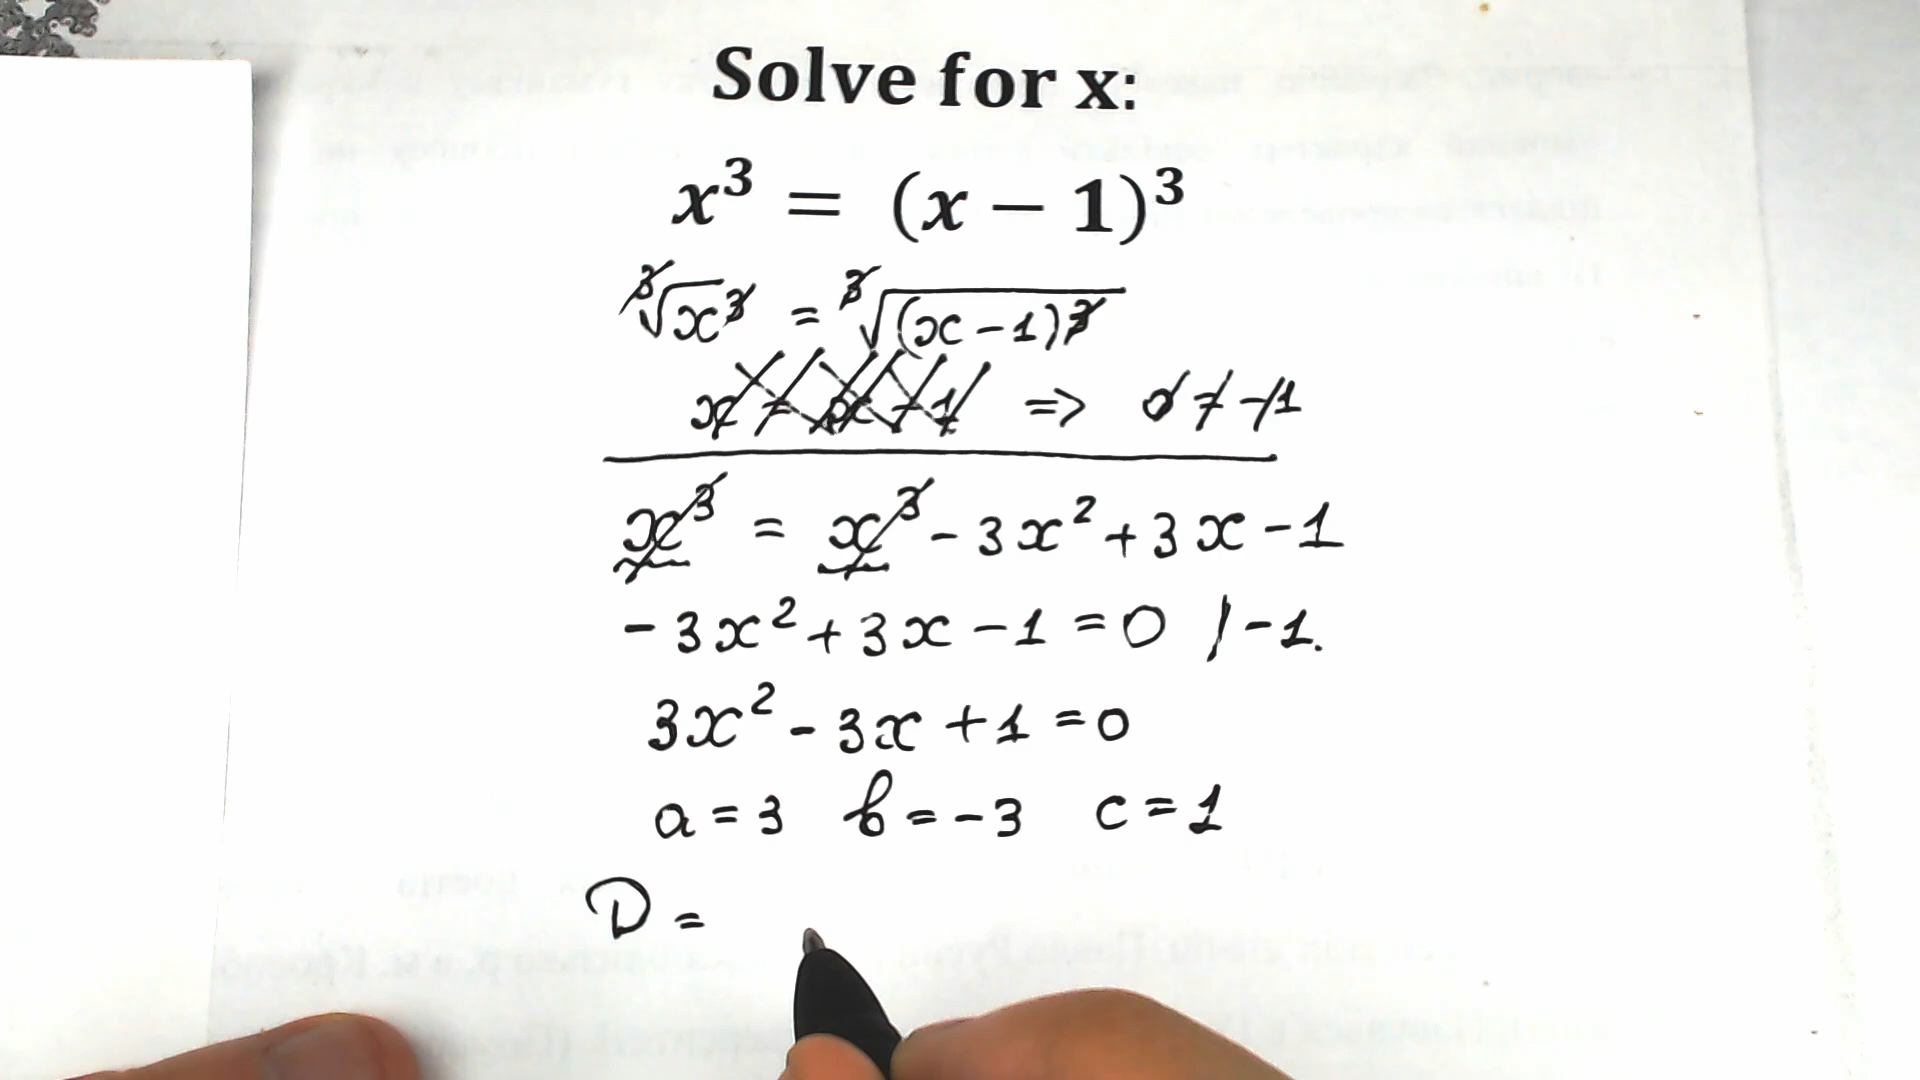 Solve for x:
x³ = (x − 1)³
∛x³ = ∛(x − 1)³
x = x − 1 => 0 ≠ −1
x³ = x³ − 3x² + 3x − 1
− 3x² + 3x − 1 = 0 / −1.
3x² − 3x + 1 = 0
a = 3 b = −3 c = 1
D =